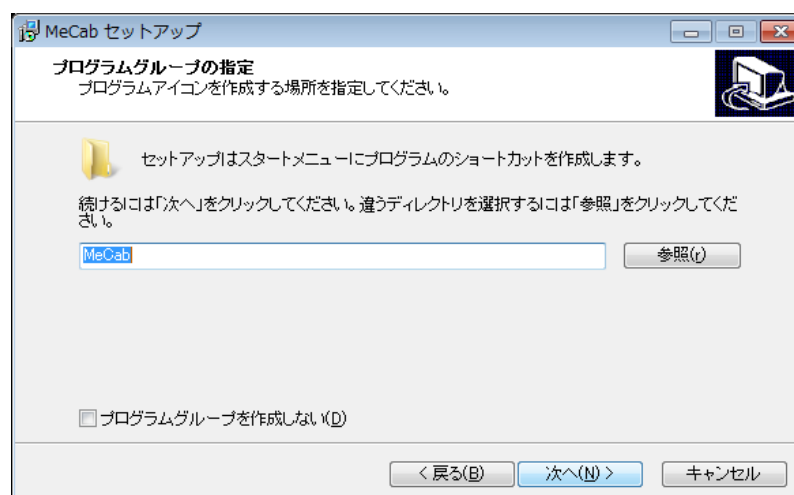 MeCab セットアップ
プログラムグループの指定
プログラムアイコンを作成する場所を指定してください。
セットアップはスタートメニューにプログラムのショートカットを作成します。
続けるには「次へ」をクリックしてください。違うディレクトリを選択するには「参照」をクリックしてくだ
さい。
MeCab
参照(r)
プログラムグループを作成しない(D)
< 戻る(B)
次へ(N) >
キャンセル